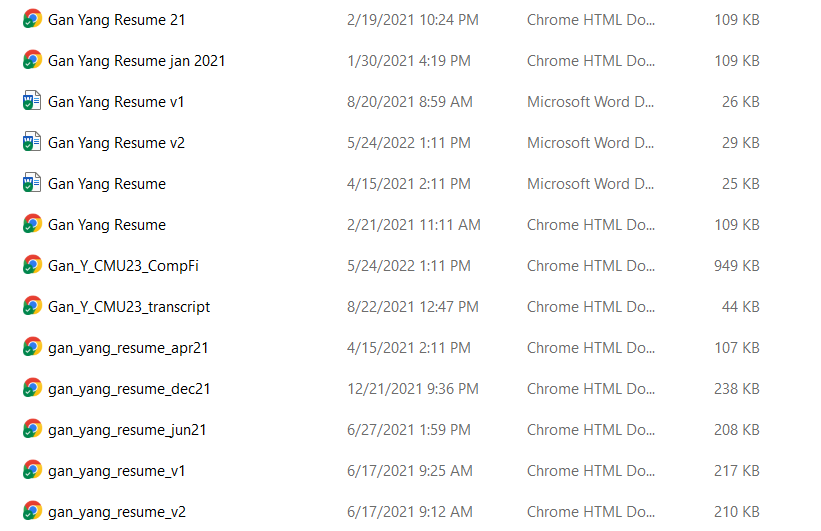 Gan Yang Resume 21 2/19/2021 10:24 PM Chrome HTML Do... 109 KB
Gan Yang Resume jan 2021 1/30/2021 4:19 PM Chrome HTML Do... 109 KB
Gan Yang Resume v1 8/20/2021 8:59 AM Microsoft Word D... 26 KB
Gan Yang Resume v2 5/24/2022 1:11 PM Microsoft Word D... 29 KB
Gan Yang Resume 4/15/2021 2:11 PM Microsoft Word D... 25 KB
Gan Yang Resume 2/21/2021 11:11 AM Chrome HTML Do... 109 KB
Gan_Y_CMU23_CompFi 5/24/2022 1:11 PM Chrome HTML Do... 949 KB
Gan_Y_CMU23_transcript 8/22/2021 12:47 PM Chrome HTML Do... 44 KB
gan_yang_resume_apr21 4/15/2021 2:11 PM Chrome HTML Do... 107 KB
gan_yang_resume_dec21 12/21/2021 9:36 PM Chrome HTML Do... 238 KB
gan_yang_resume_jun21 6/27/2021 1:59 PM Chrome HTML Do... 208 KB
gan_yang_resume_v1 6/17/2021 9:25 AM Chrome HTML Do... 217 KB
gan_yang_resume_v2 6/17/2021 9:12 AM Chrome HTML Do... 210 KB